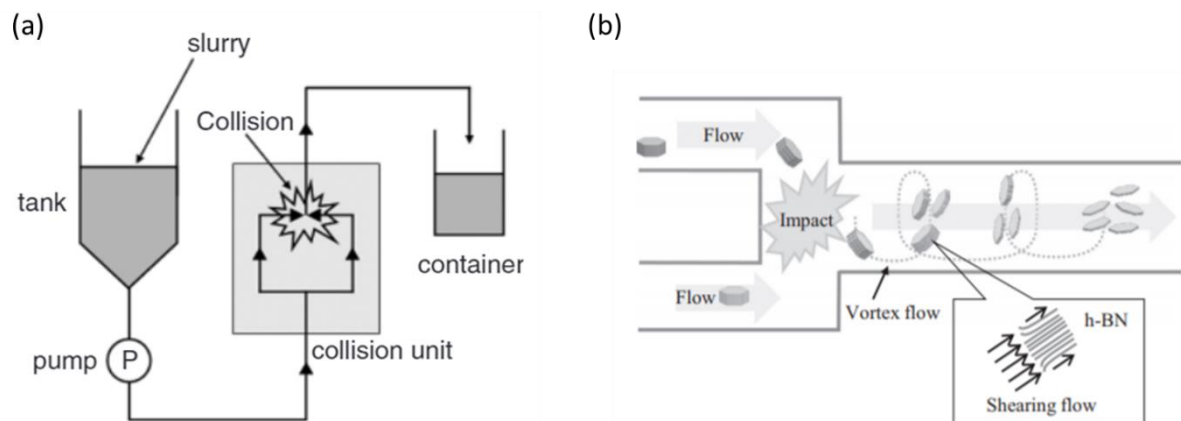 (a)
slurry
Collision
tank
container
pump
P
collision unit
(b)
Flow
Impact
Flow
Vortex flow
h-BN
Shearing flow